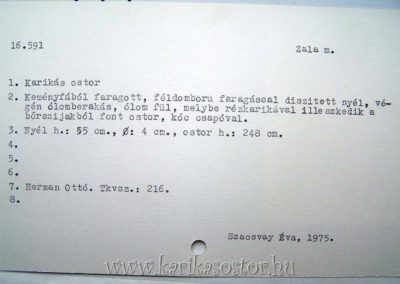 16.591 Zala m.
1. Karikás ostor
2. Keményfából faragott, féldomboru faragással diszitett nyél, vé-
gén ólomberakás, ólom fül, melybe rézkarikával illeszkedik a
bőrszijakból font ostor, kóc csapóval.
3. Nyél h.: 55 cm., Ø: 4 cm., ostor h.: 248 cm.
4.
5.
6.
7. Herman Ottó. Tkvsz.: 216.
8.
Szacsvay Éva, 1975.
www.karikasostor.hu